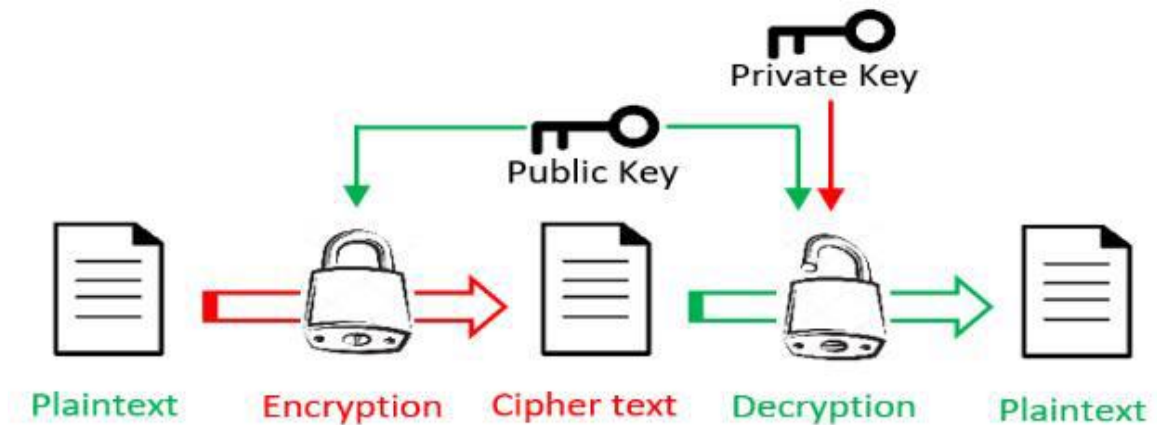 Private Key
Public Key
Plaintext
Encryption
Cipher text
Decryption
Plaintext